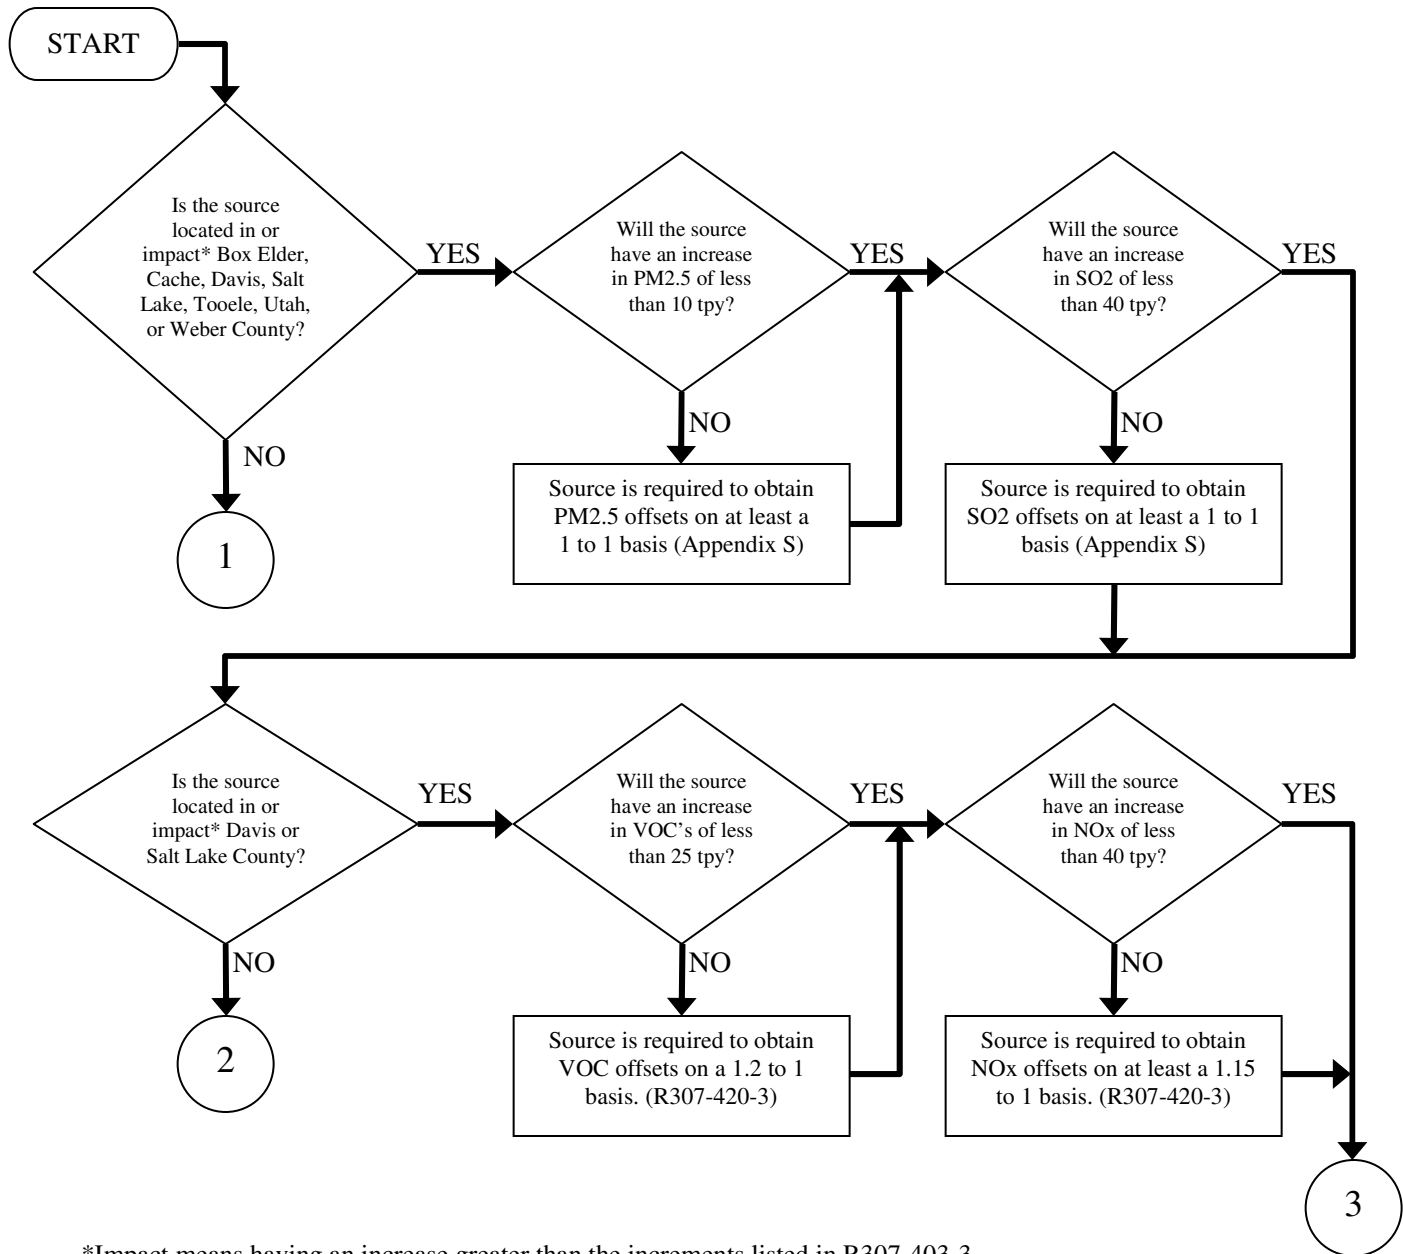 START
Is the source
located in or
impact* Box Elder,
Cache, Davis, Salt
Lake, Tooele, Utah,
or Weber County?
YES
NO
1
Will the source
have an increase
in PM2.5 of less
than 10 tpy?
YES
NO
Source is required to obtain
PM2.5 offsets on at least a
1 to 1 basis (Appendix S)
Will the source
have an increase
in SO2 of less
than 40 tpy?
YES
NO
Source is required to obtain
SO2 offsets on at least a 1 to 1
basis (Appendix S)
Is the source
located in or
impact* Davis or
Salt Lake County?
YES
NO
2
Will the source
have an increase
in VOC's of less
than 25 tpy?
YES
NO
Source is required to obtain
VOC offsets on a 1.2 to 1
basis. (R307-420-3)
Will the source
have an increase
in NOx of less
than 40 tpy?
YES
NO
Source is required to obtain
NOx offsets on at least a 1.15
to 1 basis. (R307-420-3)
3
*Impact means having an increase greater than the increments listed in R307-403-3